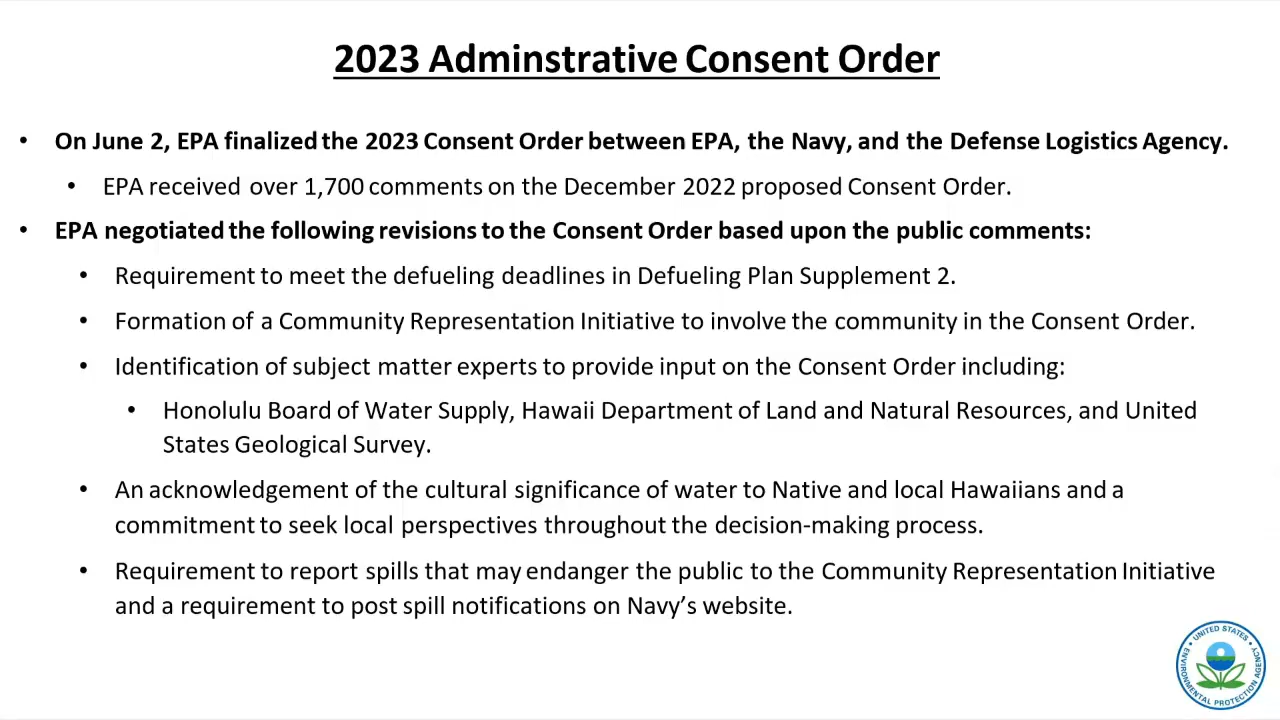 2023 Adminstrative Consent Order
• On June 2, EPA finalized the 2023 Consent Order between EPA, the Navy, and the Defense Logistics Agency.
• EPA received over 1,700 comments on the December 2022 proposed Consent Order.
• EPA negotiated the following revisions to the Consent Order based upon the public comments:
• Requirement to meet the defueling deadlines in Defueling Plan Supplement 2.
• Formation of a Community Representation Initiative to involve the community in the Consent Order.
• Identification of subject matter experts to provide input on the Consent Order including:
• Honolulu Board of Water Supply, Hawaii Department of Land and Natural Resources, and United
States Geological Survey.
• An acknowledgement of the cultural significance of water to Native and local Hawaiians and a
commitment to seek local perspectives throughout the decision-making process.
• Requirement to report spills that may endanger the public to the Community Representation Initiative
and a requirement to post spill notifications on Navy’s website.
UNITED STATES
ENVIRONMENTAL PROTECTION AGENCY